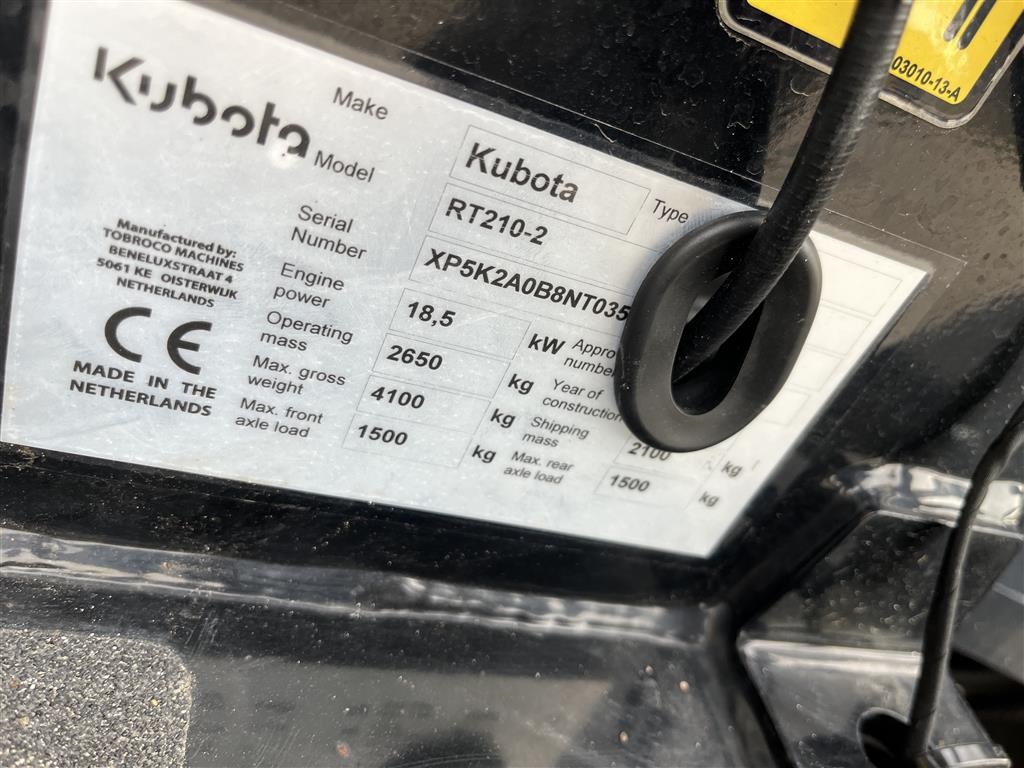 Kubota
Make
Kubota
Type
Model
RT210-2
Serial
Number
XP5K2A0B8NT035
Engine
power
18,5
kW
Operating
mass
2650
kg
Year of
construction
Max. gross
weight
4100
kg
Shipping
mass
2100
kg
Max. front
axle load
1500
kg
Max. rear
axle load
1500
kg
number
Manufactured by:
TOBROCO MACHINES
BENELUXSTRAAT 4
5061 KE OISTERWIJK
NETHERLANDS
CE
MADE IN THE
NETHERLANDS
03010-13-A